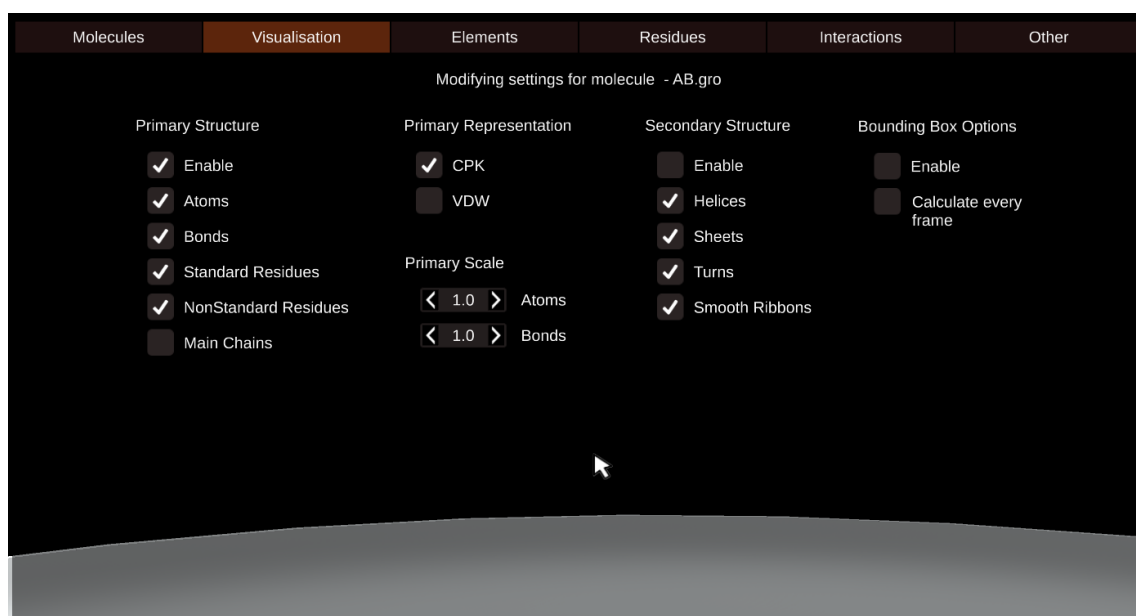 Molecules Visualisation Elements Residues Interactions Other
Modifying settings for molecule - AB.gro
Primary Structure
Enable
Atoms
Bonds
Standard Residues
NonStandard Residues
Main Chains
Primary Representation
CPK
VDW
Primary Scale
1.0 Atoms
1.0 Bonds
Secondary Structure
Enable
Helices
Sheets
Turns
Smooth Ribbons
Bounding Box Options
Enable
Calculate every
frame